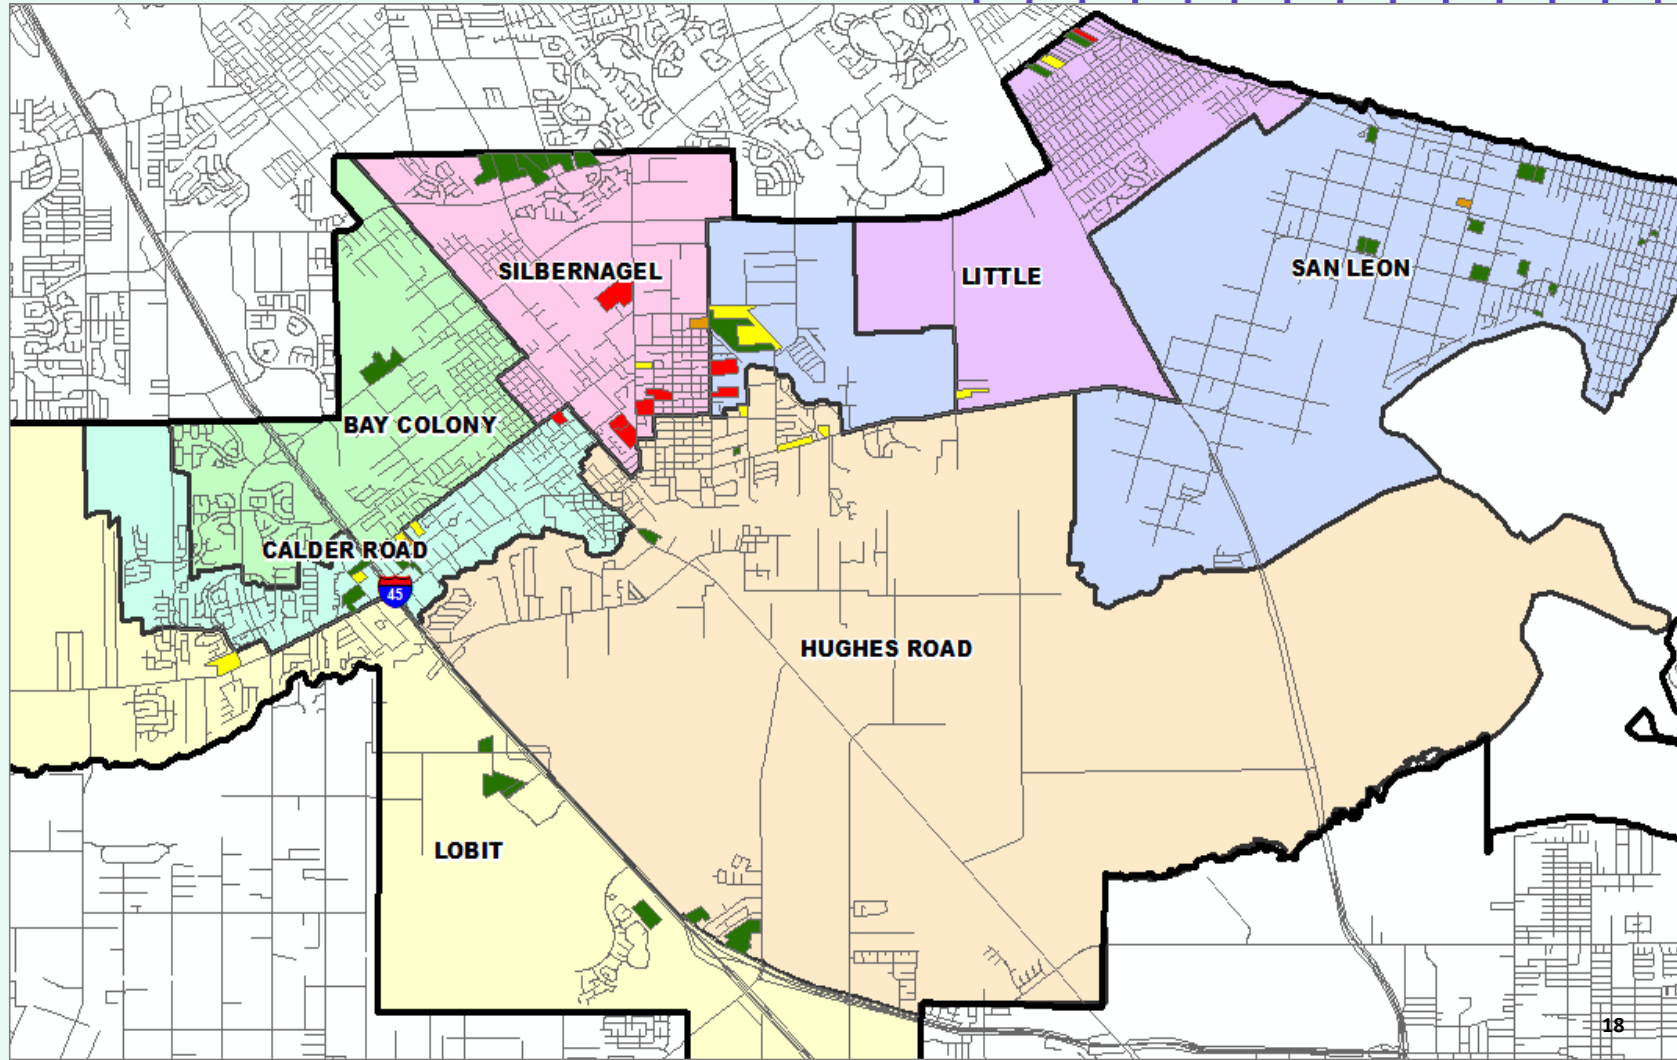 SILBERNAGEL
LITTLE
SAN LEON
BAY COLONY
CALDER ROAD
45
HUGHES ROAD
LOBIT
18